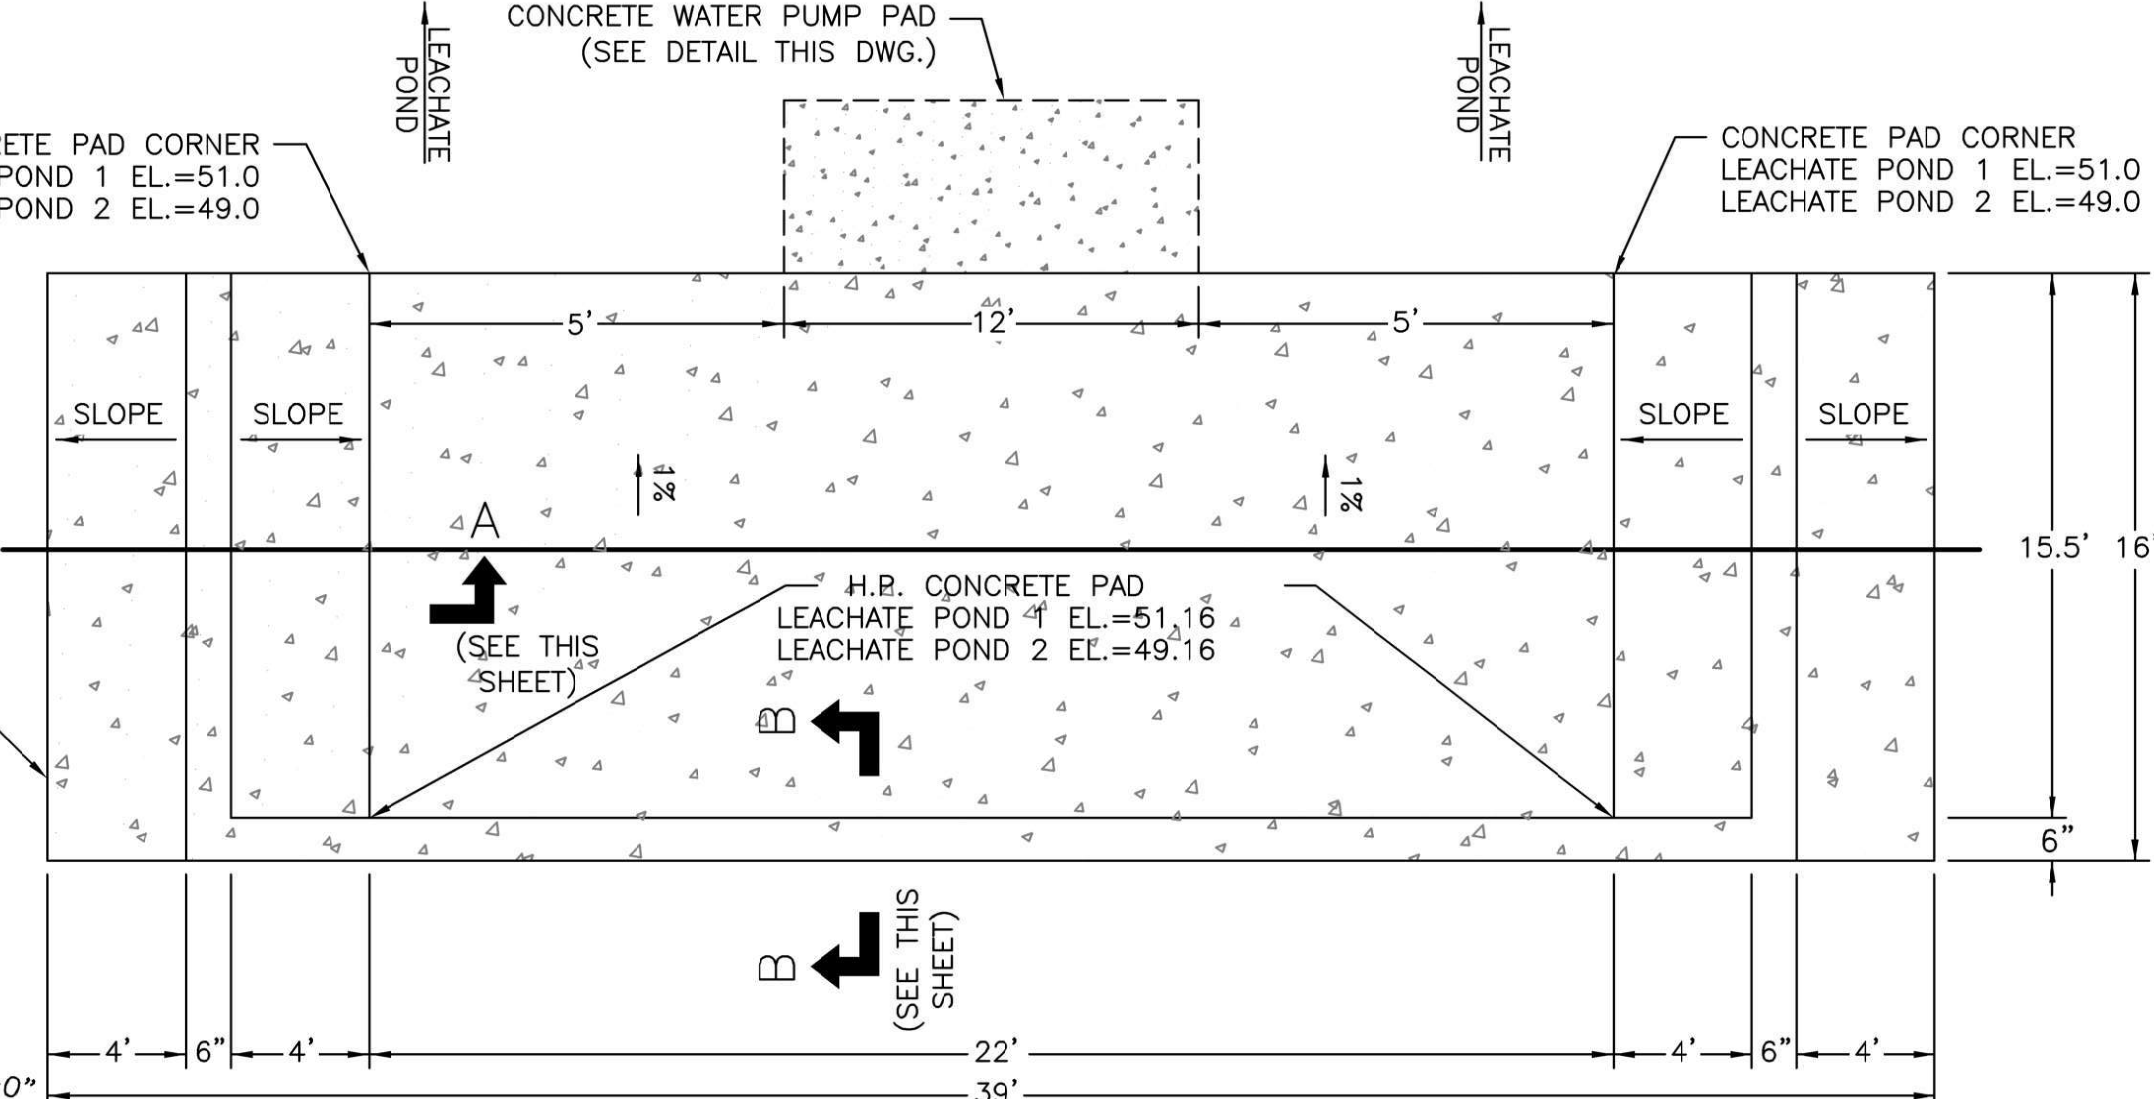 CONCRETE WATER PUMP PAD
(SEE DETAIL THIS DWG.)
LEACHATE
POND
LEACHATE
POND
RETE PAD CORNER
POND 1 EL.=51.0
POND 2 EL.=49.0
CONCRETE PAD CORNER
LEACHATE POND 1 EL.=51.0
LEACHATE POND 2 EL.=49.0
5' 12' 5'
SLOPE SLOPE SLOPE SLOPE
1% 1%
A
(SEE THIS
SHEET)
H.P. CONCRETE PAD
LEACHATE POND 1 EL.=51.16
LEACHATE POND 2 EL.=49.16
15.5' 16'
B
6"
B
(SEE THIS
SHEET)
4' 6" 4' 22' 4' 6" 4'
0" 39'